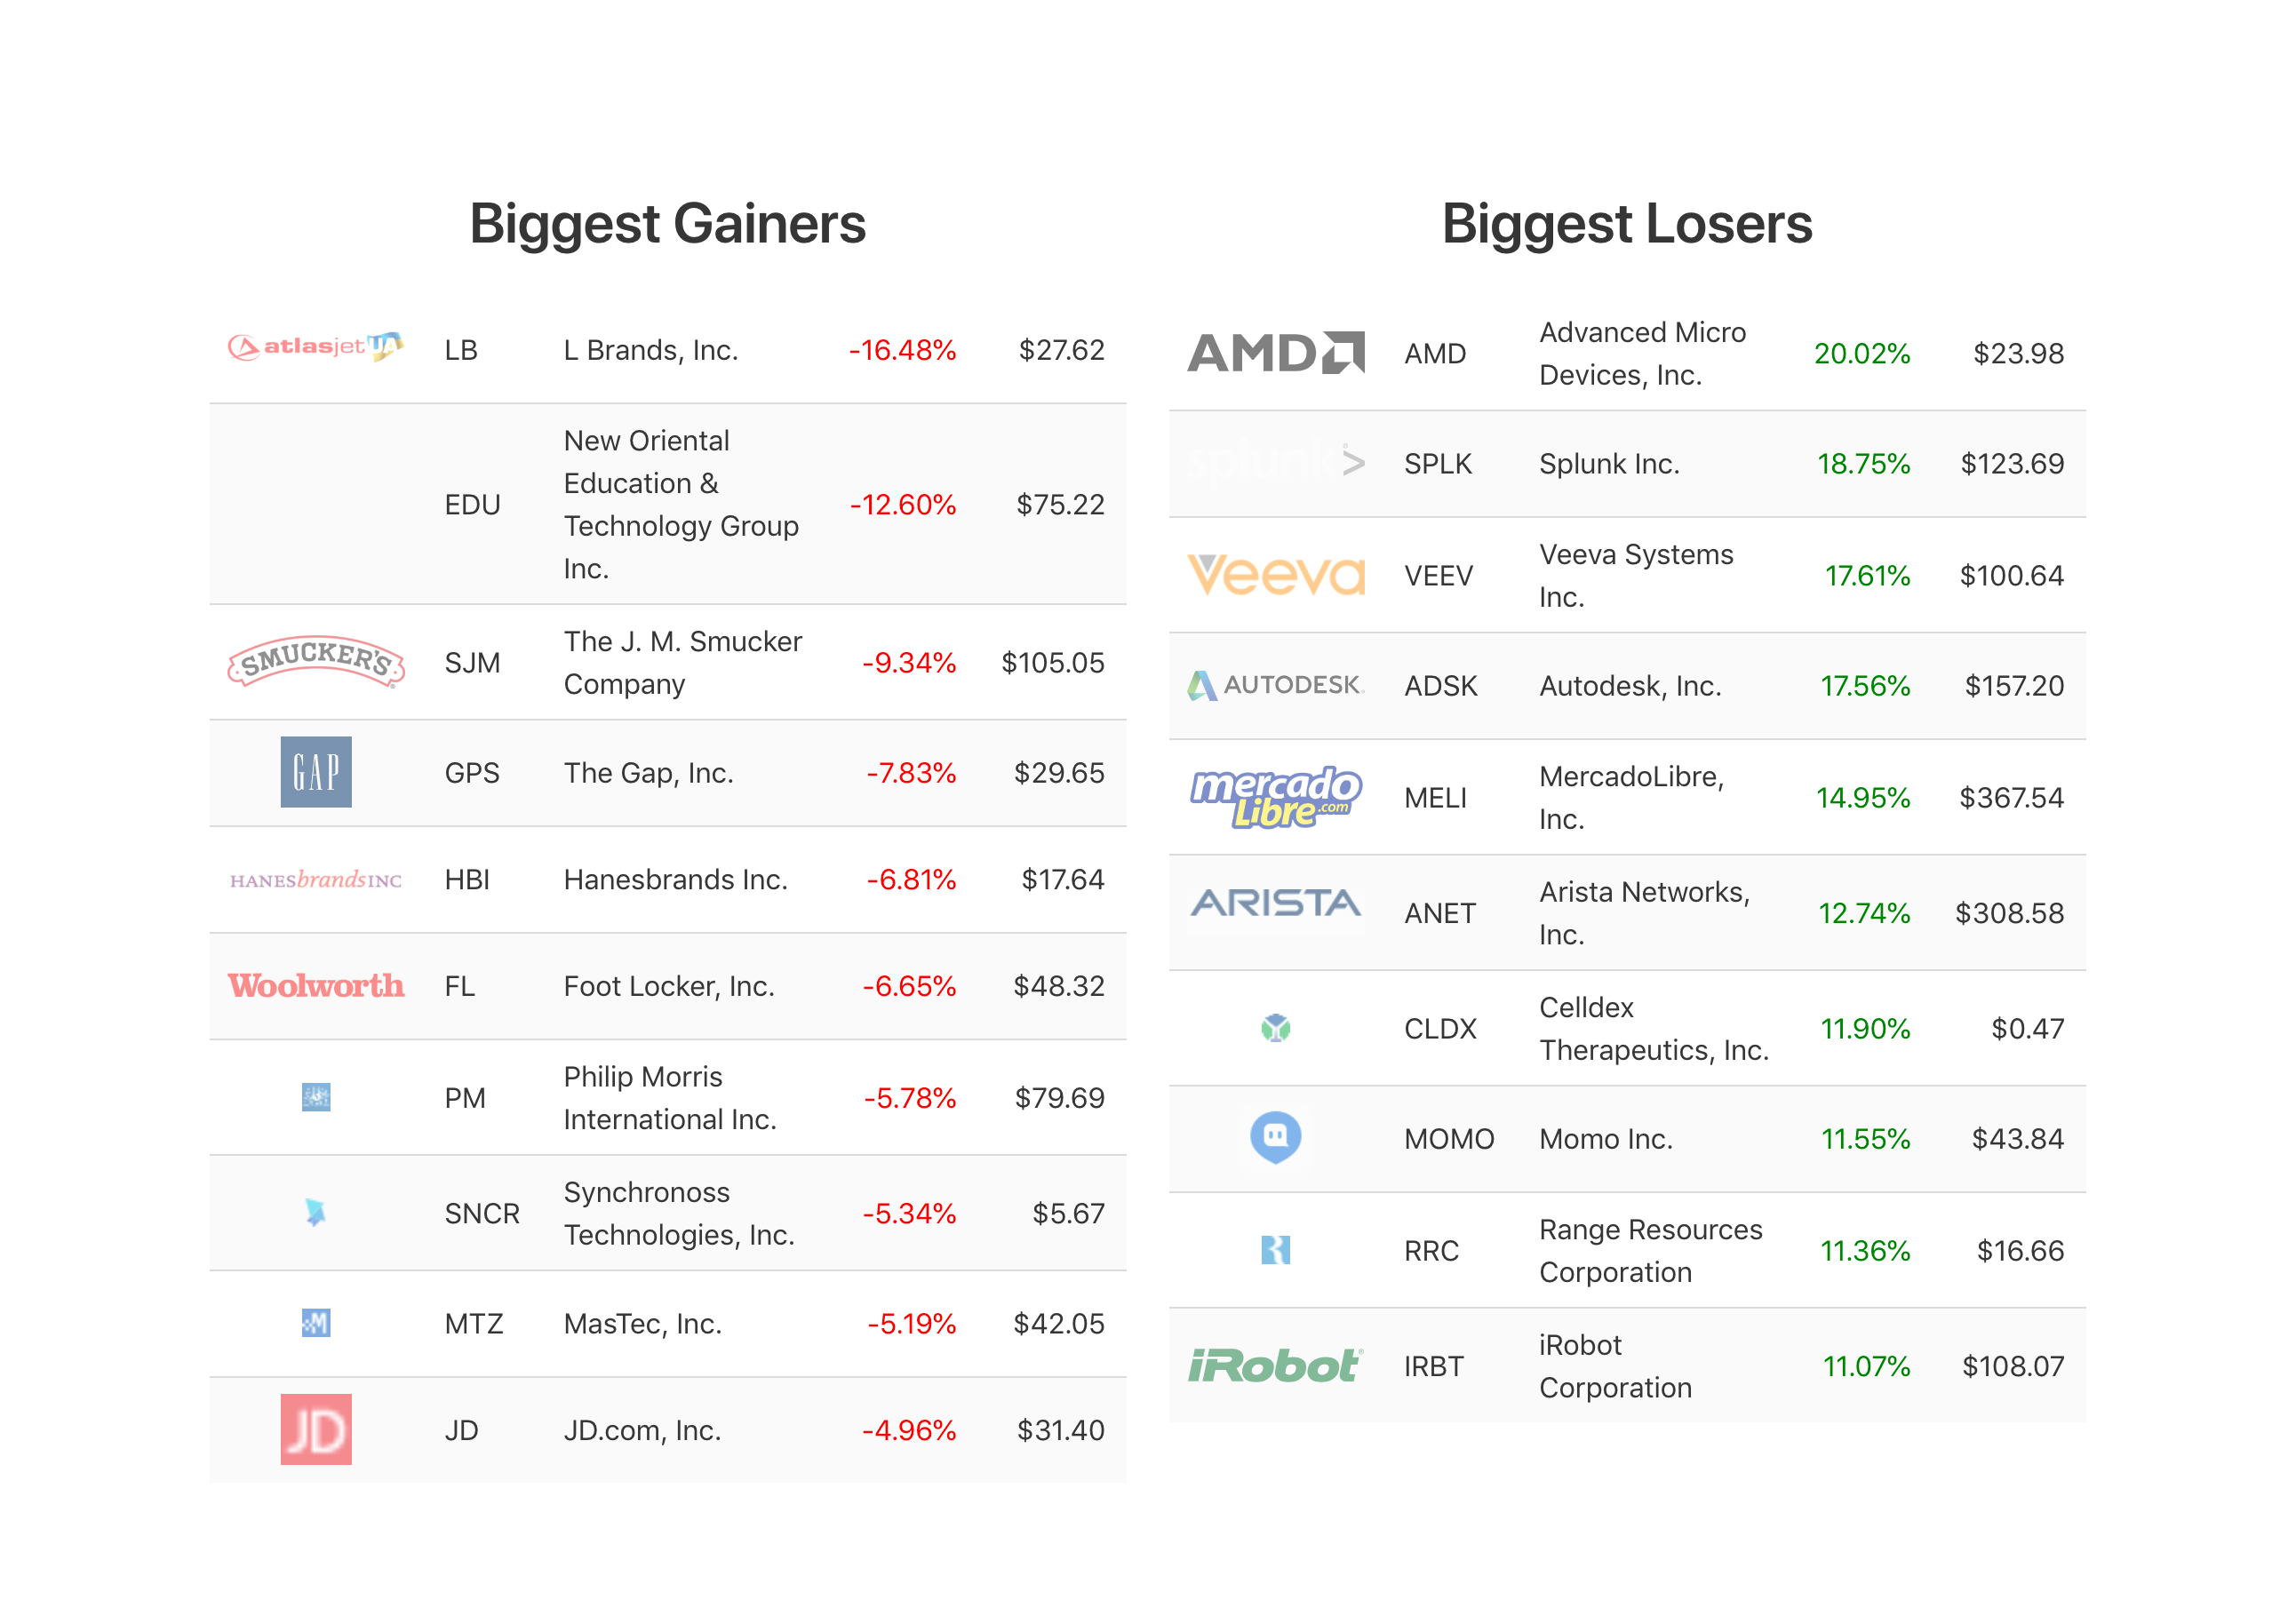 Biggest Gainers
atlasjet UA LB L Brands, Inc. -16.48% $27.62
New Oriental
Education &
EDU -12.60% $75.22
Technology Group
Inc.
SMUCKER'S SJM The J. M. Smucker -9.34% $105.05
Company
GAP GPS The Gap, Inc. -7.83% $29.65
HANESbrandsINC HBI Hanesbrands Inc. -6.81% $17.64
Woolworth FL Foot Locker, Inc. -6.65% $48.32
PM Philip Morris -5.78% $79.69
International Inc.
SNCR Synchronoss -5.34% $5.67
Technologies, Inc.
M MTZ MasTec, Inc. -5.19% $42.05
JD JD JD.com, Inc. -4.96% $31.40
Biggest Losers
AMD AMD Advanced Micro 20.02% $23.98
Devices, Inc.
splunk> SPLK Splunk Inc. 18.75% $123.69
Veeva VEEV Veeva Systems 17.61% $100.64
Inc.
AUTODESK. ADSK Autodesk, Inc. 17.56% $157.20
mercado MELI MercadoLibre, 14.95% $367.54
Libre.com Inc.
ARISTA ANET Arista Networks, 12.74% $308.58
Inc.
CLDX Celldex 11.90% $0.47
Therapeutics, Inc.
MOMO Momo Inc. 11.55% $43.84
R RRC Range Resources 11.36% $16.66
Corporation
iRobot IRBT iRobot 11.07% $108.07
Corporation